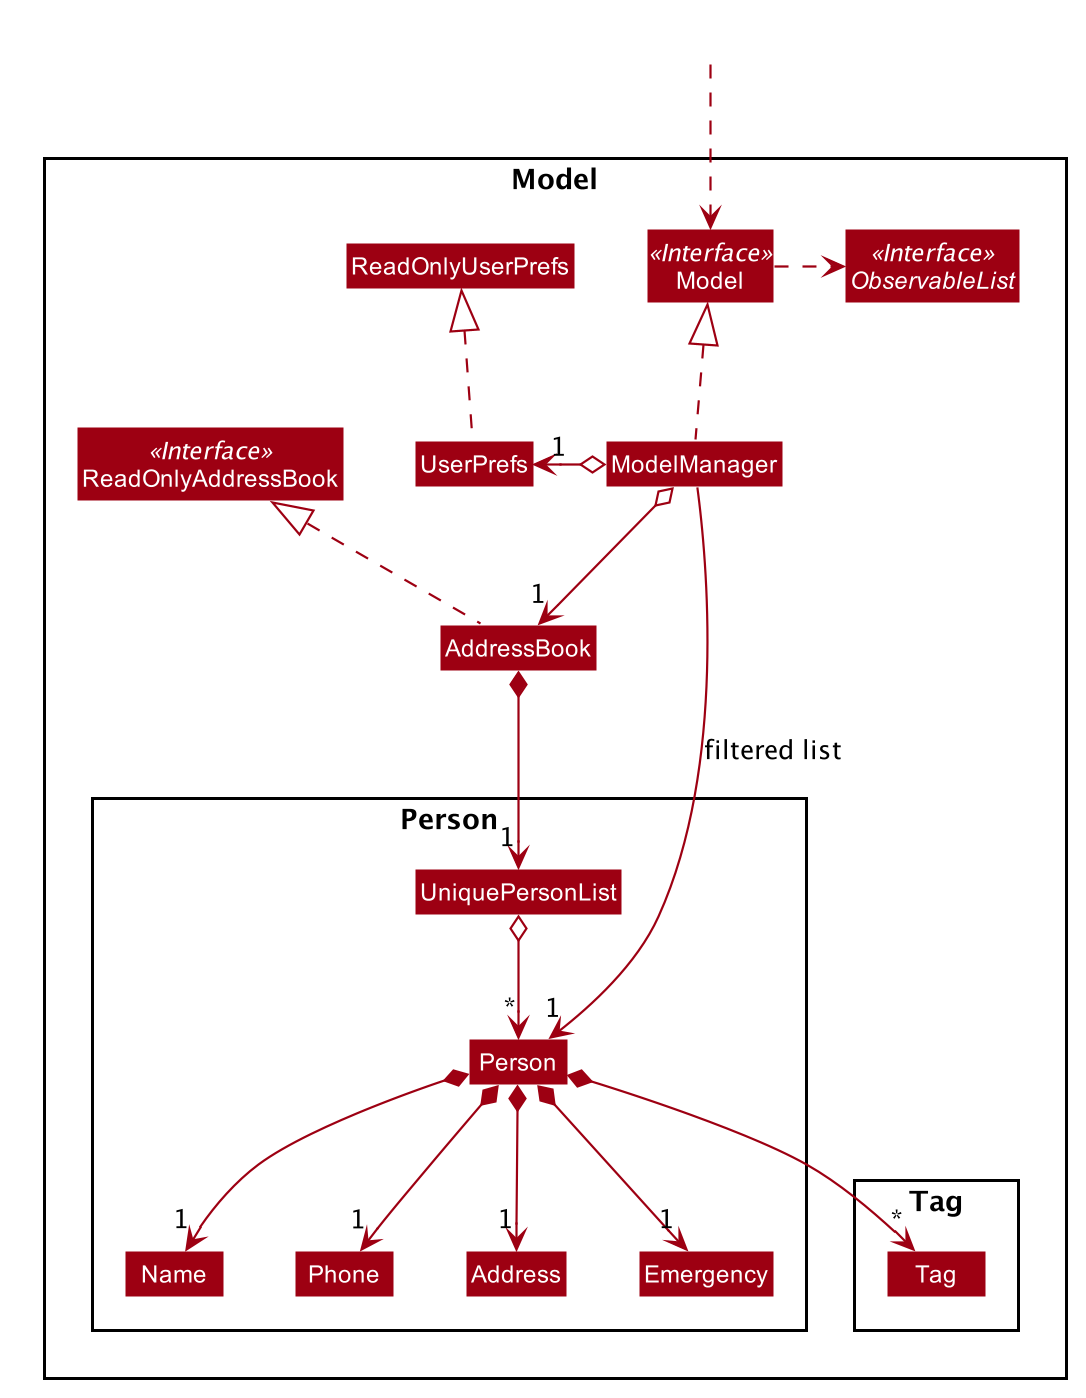 Model
ReadOnlyUserPrefs
«Interface»
Model
«Interface»
ObservableList
«Interface»
ReadOnlyAddressBook
UserPrefs
1
ModelManager
1
AddressBook
filtered list
Person
1
UniquePersonList
*
1
Person
1
1
1
1
*
Tag
Name
Phone
Address
Emergency
Tag